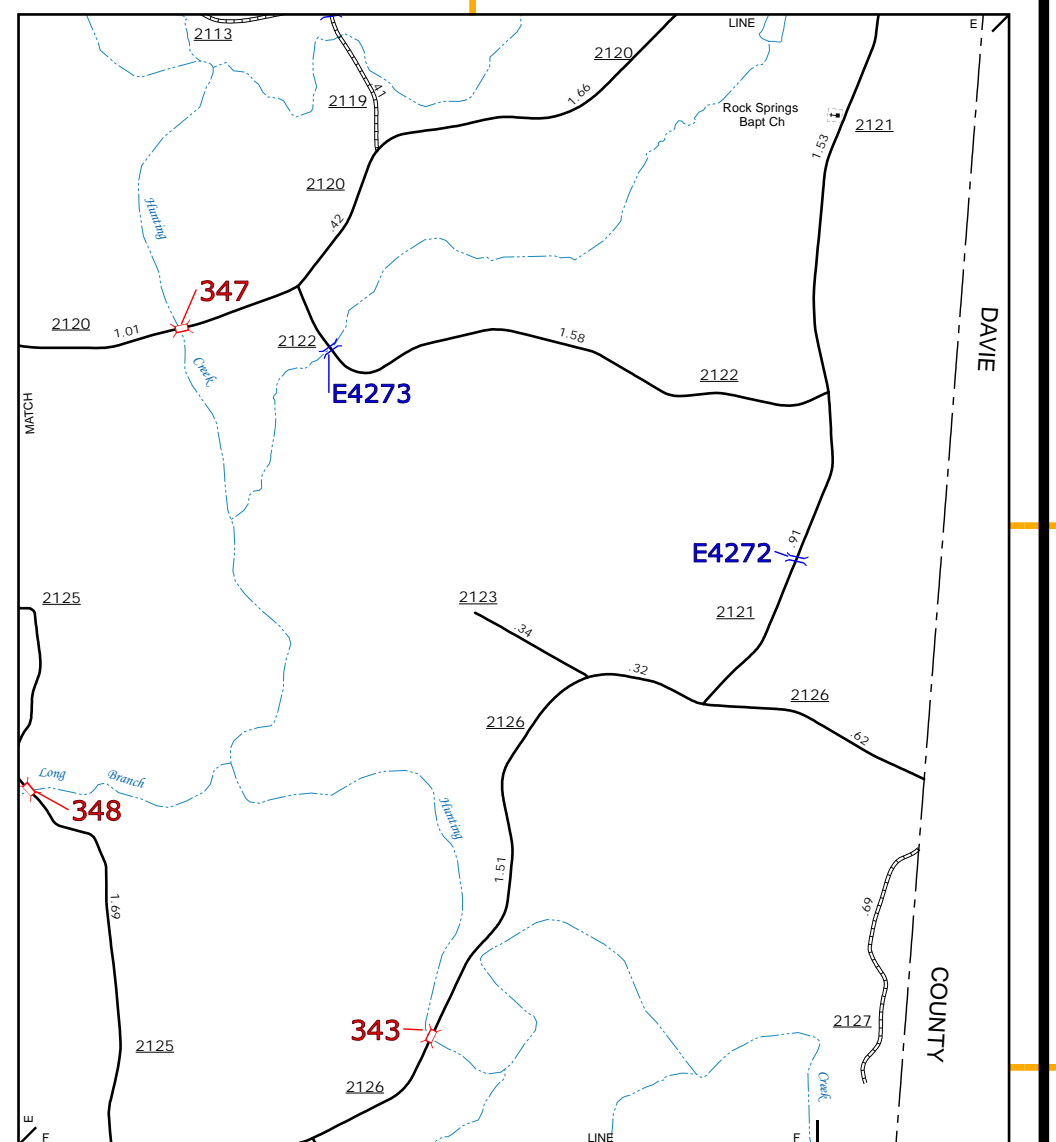 LINE
E
2113
2120
2119
.41
1.66
Rock Springs
Bapt Ch
2121
1.53
2120
.42
Hunting
347
2120
1.01
2122
1.58
DAVIE
Creek
E4273
2122
MATCH
.91
E4272
2125
2123
2121
.34
.32
2126
2126
.62
Long
Branch
348
Hunting
1.51
1.69
.69
COUNTY
343
2127
2125
2126
Creek
E
F
LINE
F